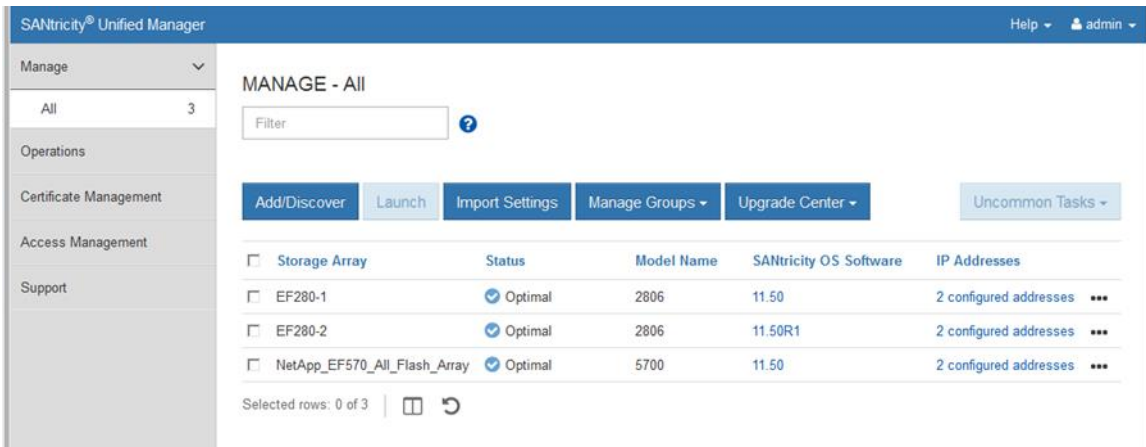 SANtricity® Unified Manager
Help admin
Manage
All 3
Operations
Certificate Management
Access Management
Support
MANAGE - All
Filter
Add/Discover Launch Import Settings Manage Groups Upgrade Center Uncommon Tasks
Storage Array Status Model Name SANtricity OS Software IP Addresses
EF280-1 Optimal 2806 11.50 2 configured addresses •••
EF280-2 Optimal 2806 11.50R1 2 configured addresses •••
NetApp_EF570_All_Flash_Array Optimal 5700 11.50 2 configured addresses •••
Selected rows: 0 of 3